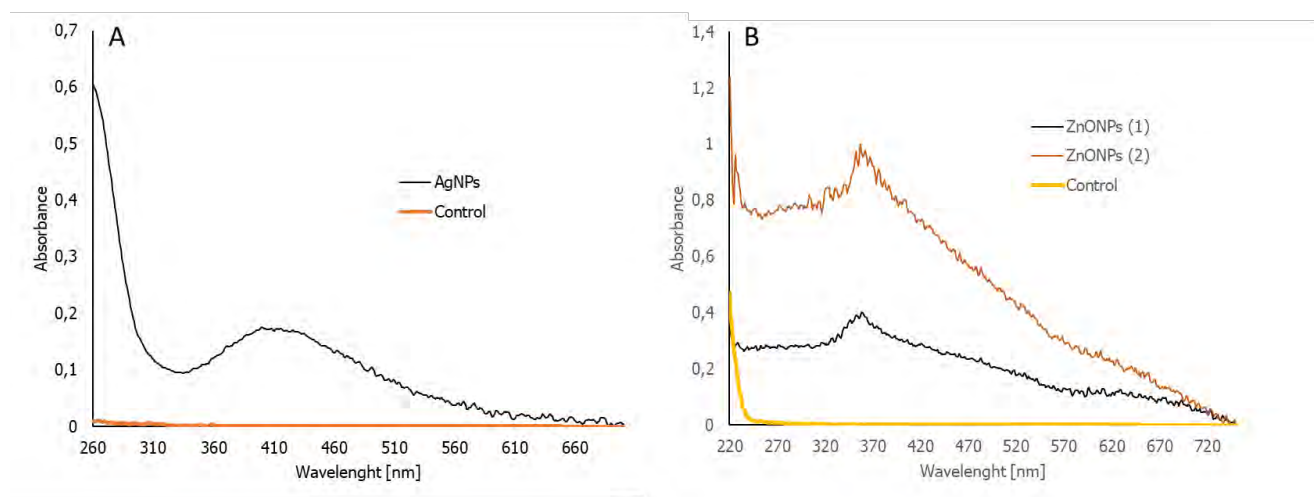 A
0,7
0,6
0,5
0,4
0,3
0,2
0,1
0
Absorbance
AgNPs
Control
260 310 360 410 460 510 560 610 660
Wavelenght [nm]
B
1,4
1,2
1
0,8
0,6
0,4
0,2
0
Absorbance
ZnONPs (1)
ZnONPs (2)
Control
220 270 320 370 420 470 520 570 620 670 720
Wavelenght [nm]